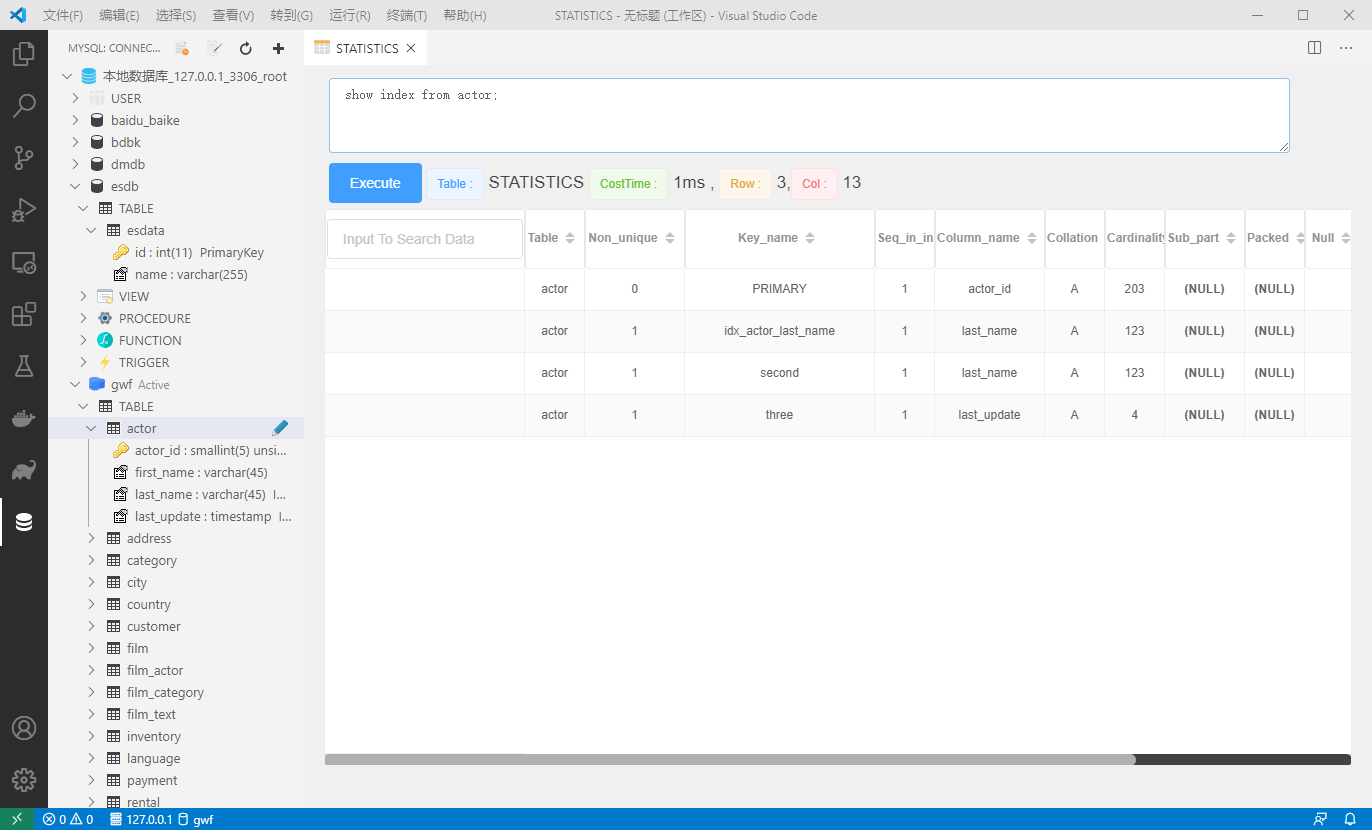 文件(F) 编辑(E) 选择(S) 查看(V) 转到(G) 运行(R) 终端(T) 帮助(H) STATISTICS - 无标题 (工作区) - Visual Studio Code
MYSQL: CONNEC...
本地数据库_127.0.0.1_3306_root
USER
baidu_baike
bdbk
dmdb
esdb
TABLE
esdata
id : int(11) PrimaryKey
name : varchar(255)
VIEW
PROCEDURE
FUNCTION
TRIGGER
gwf Active
TABLE
actor
actor_id : smallint(5) unsi...
first_name : varchar(45)
last_name : varchar(45) I...
last_update : timestamp I...
address
category
city
country
customer
film
film_actor
film_category
film_text
inventory
language
payment
rental
STATISTICS
show index from actor;
Execute Table : STATISTICS CostTime : 1ms , Row : 3, Col : 13
Input To Search Data Table Non_unique Key_name Seq_in_in Column_name Collation Cardinality Sub_part Packed Null
actor 0 PRIMARY 1 actor_id A 203 (NULL) (NULL)
actor 1 idx_actor_last_name 1 last_name A 123 (NULL) (NULL)
actor 1 second 1 last_name A 123 (NULL) (NULL)
actor 1 three 1 last_update A 4 (NULL) (NULL)
0 0 127.0.0.1 gwf